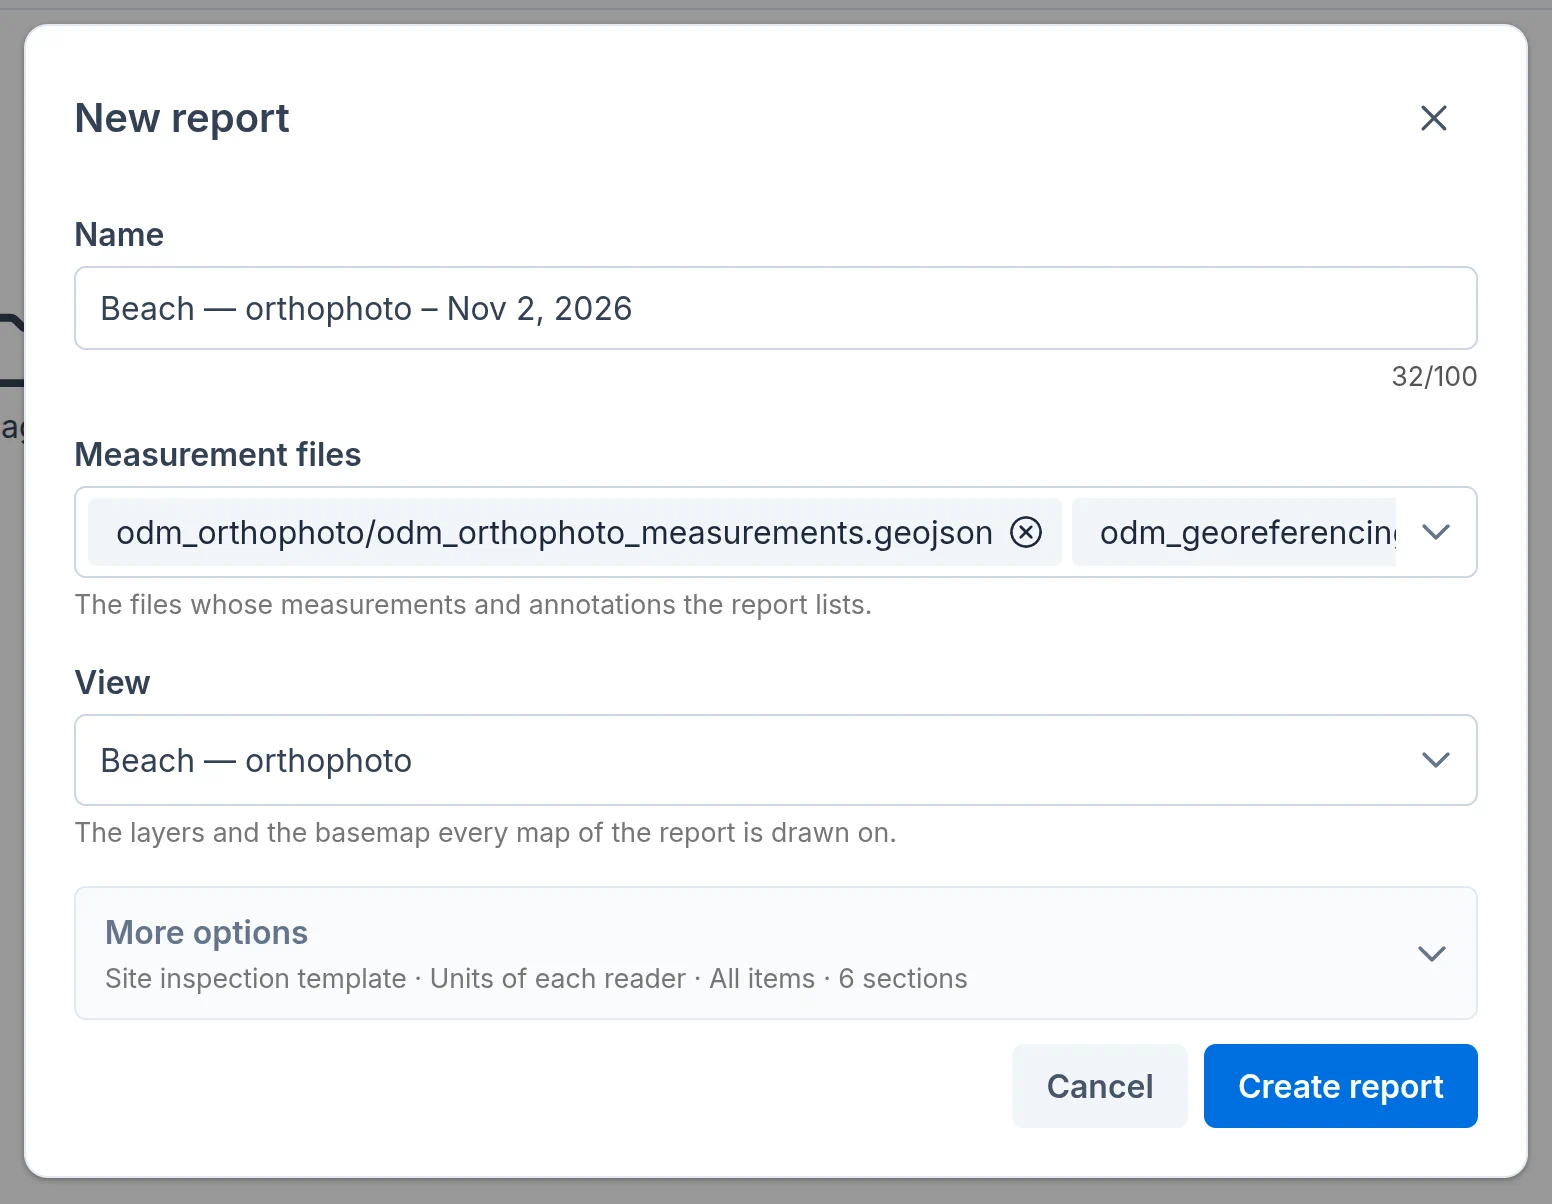 New report
Name
Beach — orthophoto – Nov 2, 2026
32/100
Measurement files
odm_orthophoto/odm_orthophoto_measurements.geojson
The files whose measurements and annotations the report lists.
View
Beach — orthophoto
The layers and the basemap every map of the report is drawn on.
More options
Site inspection template · Units of each reader · All items · 6 sections
Cancel Create report